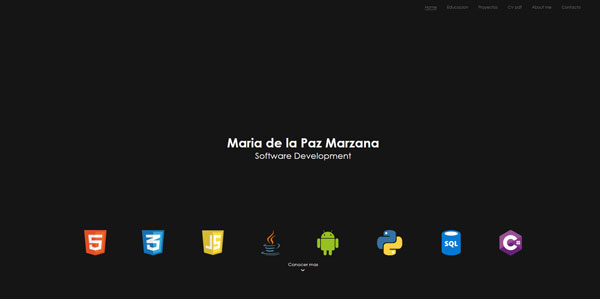 Home Educacion Proyectos CV pdf About me Contacto
Maria de la Paz Marzana
Software Development
5 3 JS SQL C#
Conocer mas